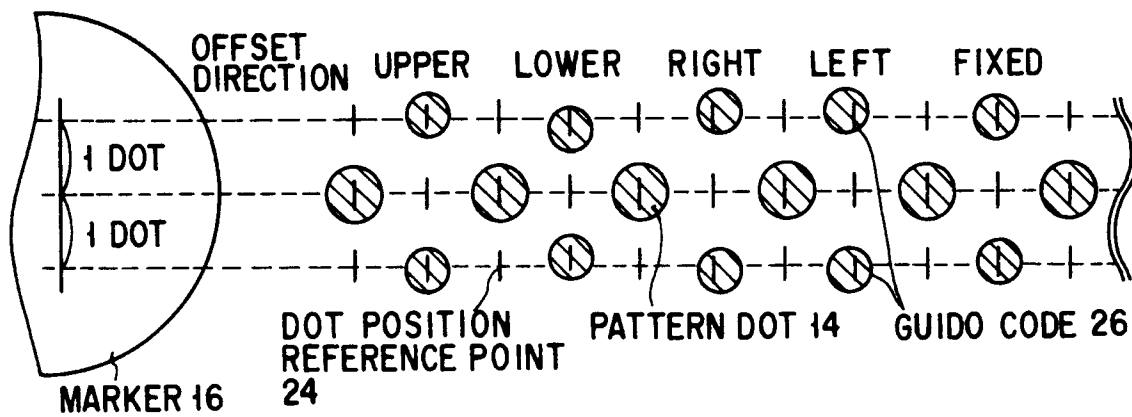 OFFSET
DIRECTION
UPPER LOWER RIGHT LEFT FIXED
1 DOT
1 DOT
DOT POSITION
REFERENCE POINT
24
PATTERN DOT 14
GUIDO CODE 26
MARKER 16